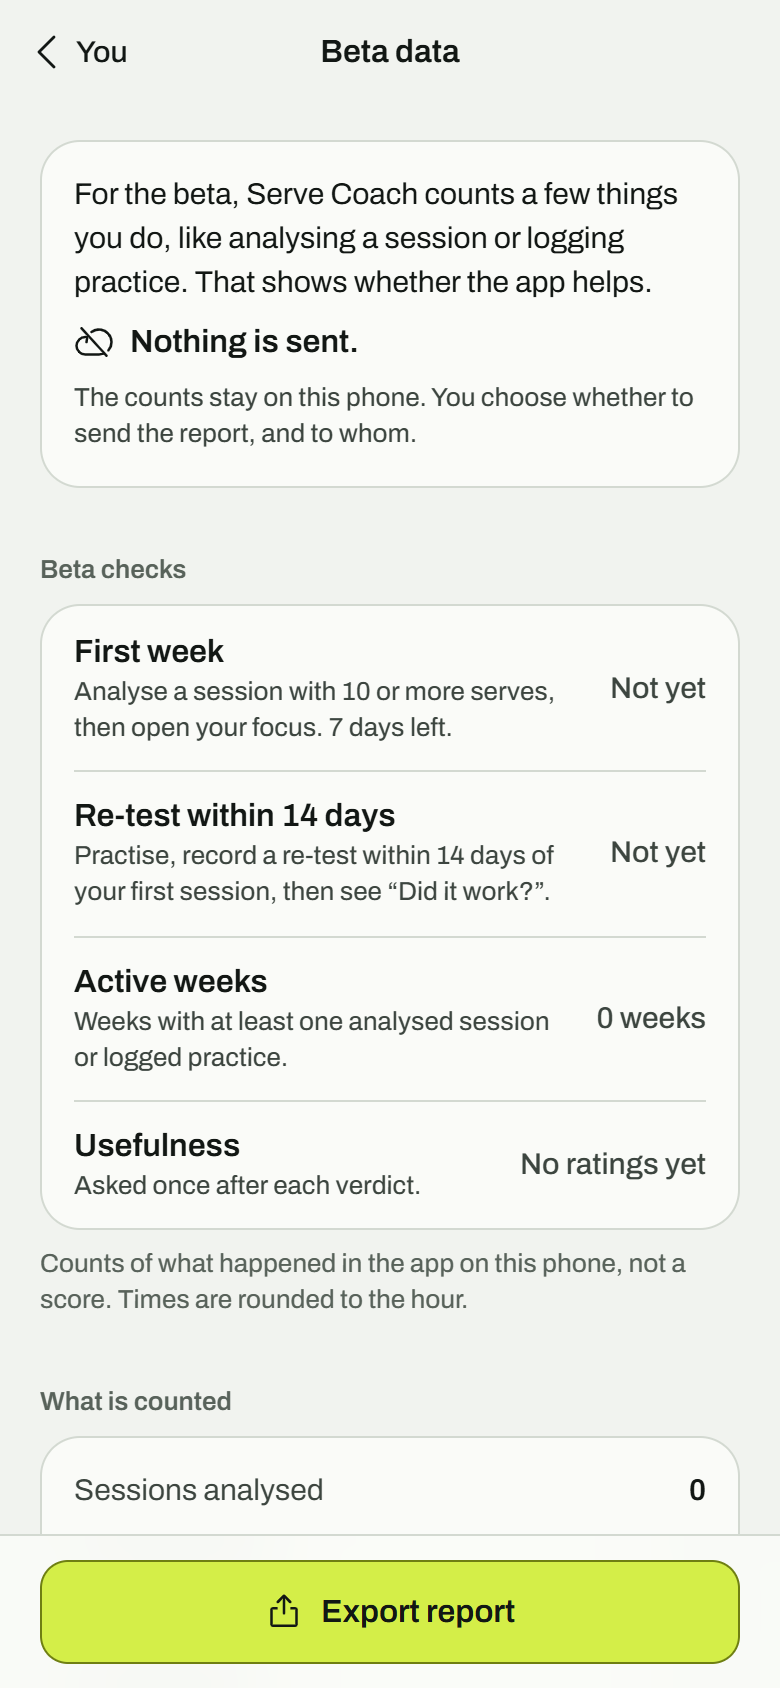 You
Beta data
For the beta, Serve Coach counts a few things
you do, like analysing a session or logging
practice. That shows whether the app helps.
Nothing is sent.
The counts stay on this phone. You choose whether to
send the report, and to whom.
Beta checks
First week
Analyse a session with 10 or more serves,
then open your focus. 7 days left.
Not yet
Re-test within 14 days
Practise, record a re-test within 14 days of
your first session, then see “Did it work?”.
Not yet
Active weeks
Weeks with at least one analysed session
or logged practice.
0 weeks
Usefulness
Asked once after each verdict.
No ratings yet
Counts of what happened in the app on this phone, not a
score. Times are rounded to the hour.
What is counted
Sessions analysed
0
Export report